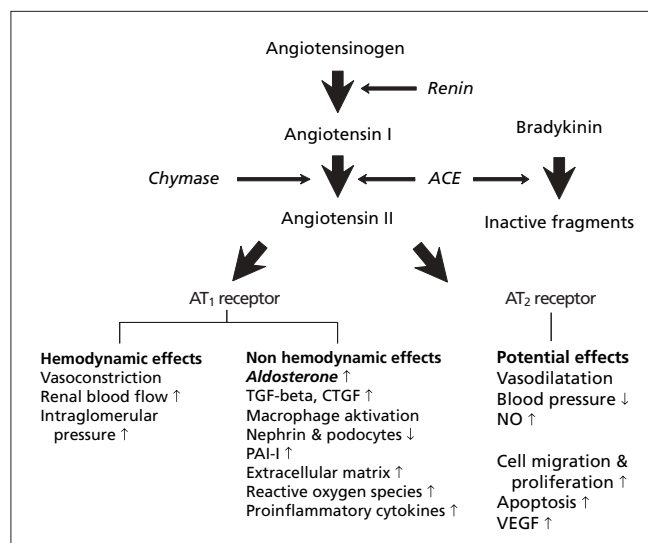 Angiotensinogen
Renin
Angiotensin I
Bradykinin
Chymase
ACE
Angiotensin II
Inactive fragments
AT₁ receptor
AT₂ receptor
Hemodynamic effects
Vasoconstriction
Renal blood flow ↑
Intraglomerular
pressure ↑
Non hemodynamic effects
Aldosterone ↑
TGF-beta, CTGF ↑
Macrophage aktivation
Nephrin & podocytes ↓
PAI-I ↑
Extracellular matrix ↑
Reactive oxygen species ↑
Proinflammatory cytokines ↑
Potential effects
Vasodilatation
Blood pressure ↓
NO ↑
Cell migration &
proliferation ↑
Apoptosis ↑
VEGF ↑